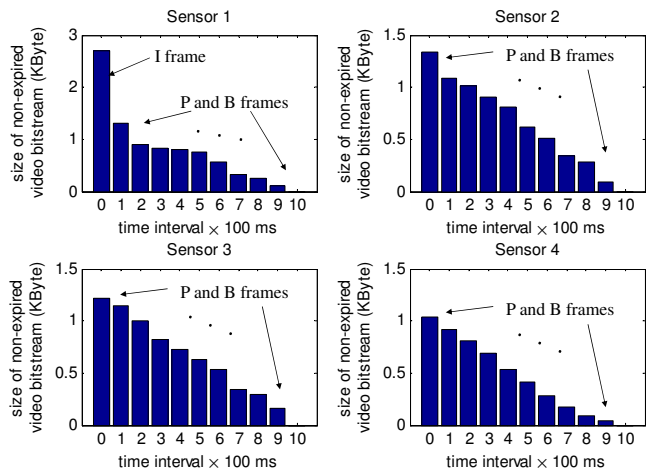 Sensor 1
size of non-expired
video bitstream (KByte)
3
2
1
0
I frame
P and B frames
0 1 2 3 4 5 6 7 8 9 10
time interval × 100 ms
Sensor 2
size of non-expired
video bitstream (KByte)
1.5
1
0.5
0
P and B frames
0 1 2 3 4 5 6 7 8 9 10
time interval × 100 ms
Sensor 3
size of non-expired
video bitstream (KByte)
1.5
1
0.5
0
P and B frames
0 1 2 3 4 5 6 7 8 9 10
time interval × 100 ms
Sensor 4
size of non-expired
video bitstream (KByte)
1.5
1
0.5
0
P and B frames
0 1 2 3 4 5 6 7 8 9 10
time interval × 100 ms